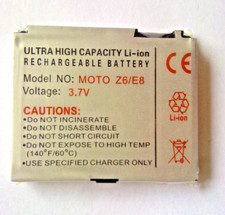 ULTRA HIGH CAPACITY Li-ion
RECHARGEABLE BATTERY
Model NO: MOTO Z6/E8
Voltage: 3.7V
CE
CAUTIONS:
●DO NOT INCINERATE
●DO NOT DISASSEMBLE
●DO NOT SHORT TERMINALS
●DO NOT EXPOSE TO HIGH TEMP
(140°F/60°C)
●USE SPECIFIED CHARGER ONLY
Li-ion